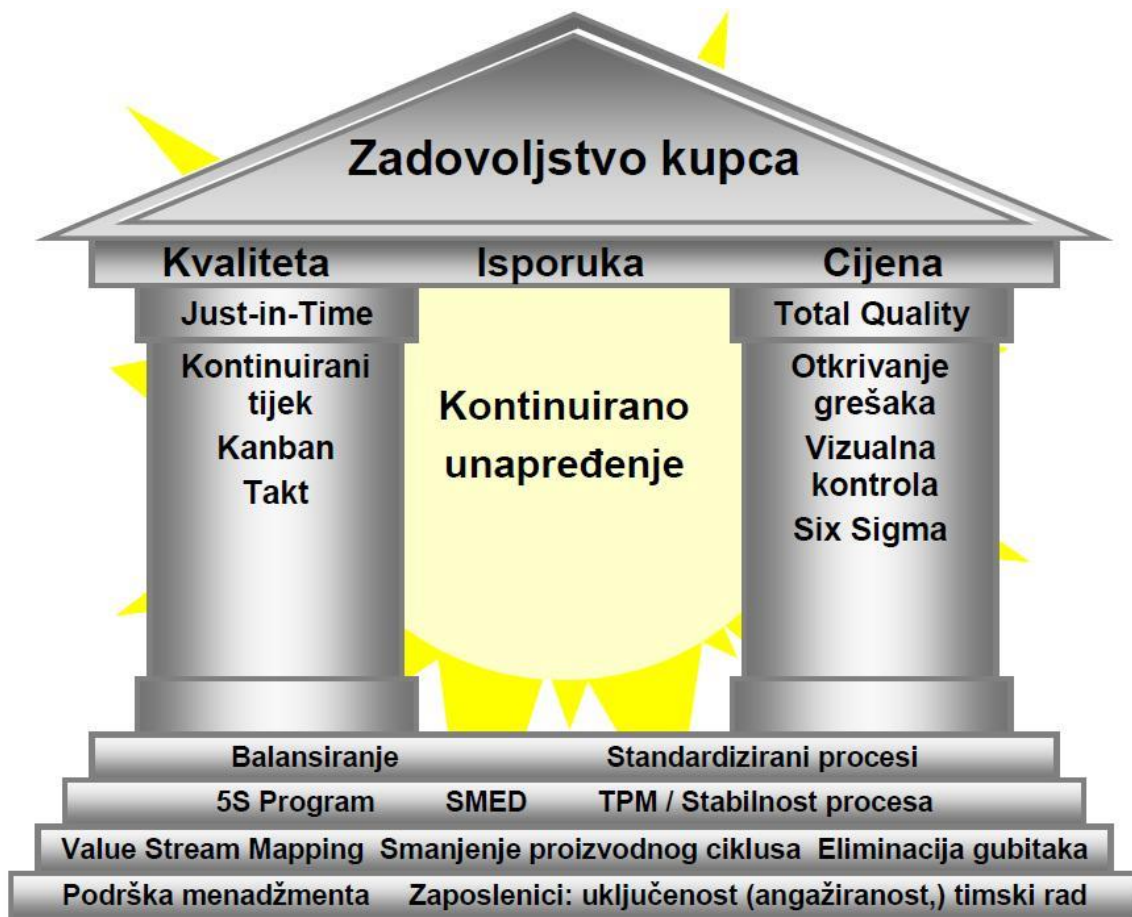 Zadovoljstvo kupca
Kvaliteta Isporuka Cijena
Just-in-Time
Kontinuirani
tijek
Kanban
Takt
Kontinuirano
unapređenje
Total Quality
Otkrivanje
grešaka
Vizualna
kontrola
Six Sigma
Balansiranje Standardizirani procesi
5S Program SMED TPM / Stabilnost procesa
Value Stream Mapping Smanjenje proizvodnog ciklusa Eliminacija gubitaka
Podrška menadžmenta Zaposlenici: uključenost (angažiranost,) timski rad